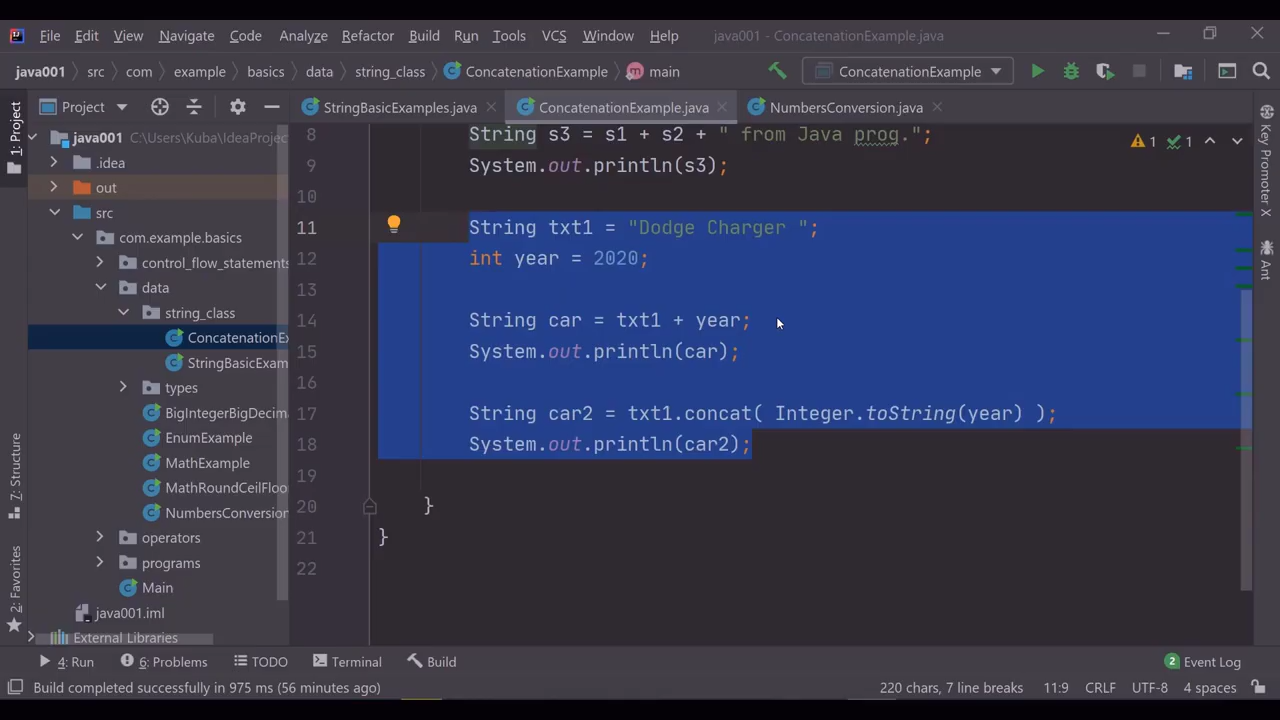 File Edit View Navigate Code Analyze Refactor Build Run Tools VCS Window Help java001 - ConcatenationExample.java
java001 src com example basics data string_class ConcatenationExample main ConcatenationExample
1: Project
Project
StringBasicExamples.java ConcatenationExample.java NumbersConversion.java
java001 C:\Users\Kuba\IdeaProj
.idea
out
src
com.example.basics
control_flow_statements
data
string_class
ConcatenationEx
StringBasicExam
types
BigIntegerBigDecim
EnumExample
MathExample
MathRoundCeilFloo
NumbersConversion
operators
programs
Main
java001.iml
External Libraries
7: Structure
2: Favorites
8 String s3 = s1 + s2 + " from Java prog.";
9 System.out.println(s3);
10
11 String txt1 = "Dodge Charger ";
12 int year = 2020;
13
14 String car = txt1 + year;
15 System.out.println(car);
16
17 String car2 = txt1.concat( Integer.toString(year) );
18 System.out.println(car2);
19
20 }
21 }
22
1 1
Key Promoter X
Ant
4: Run 6: Problems TODO Terminal Build 2 Event Log
Build completed successfully in 975 ms (56 minutes ago) 220 chars, 7 line breaks 11:9 CRLF UTF-8 4 spaces